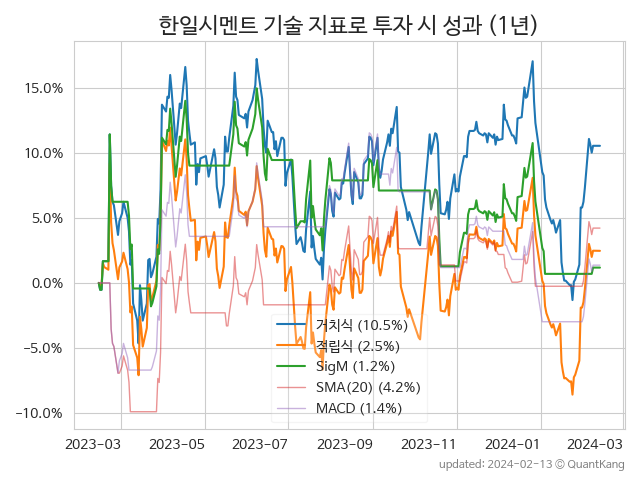 한일시멘트 기술 지표로 투자 시 성과 (1년)
15.0%
10.0%
5.0%
0.0%
−5.0%
−10.0%
거치식 (10.5%)
적립식 (2.5%)
SigM (1.2%)
SMA(20) (4.2%)
MACD (1.4%)
2023-03 2023-05 2023-07 2023-09 2023-11 2024-01 2024-03
updated: 2024-02-13 ⓒ QuantKang